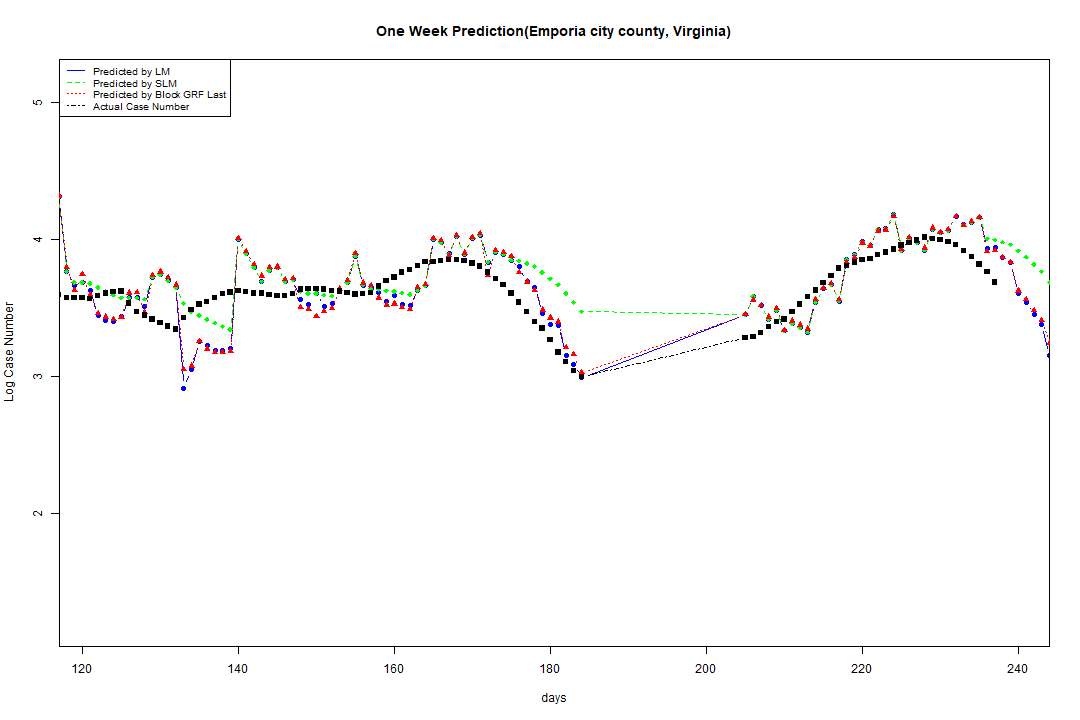 One Week Prediction(Emporia city county, Virginia)
Predicted by LM
Predicted by SLM
Predicted by Block GRF Last
Actual Case Number
5
4
3
2
Log Case Number
120 140 160 180 200 220 240
days